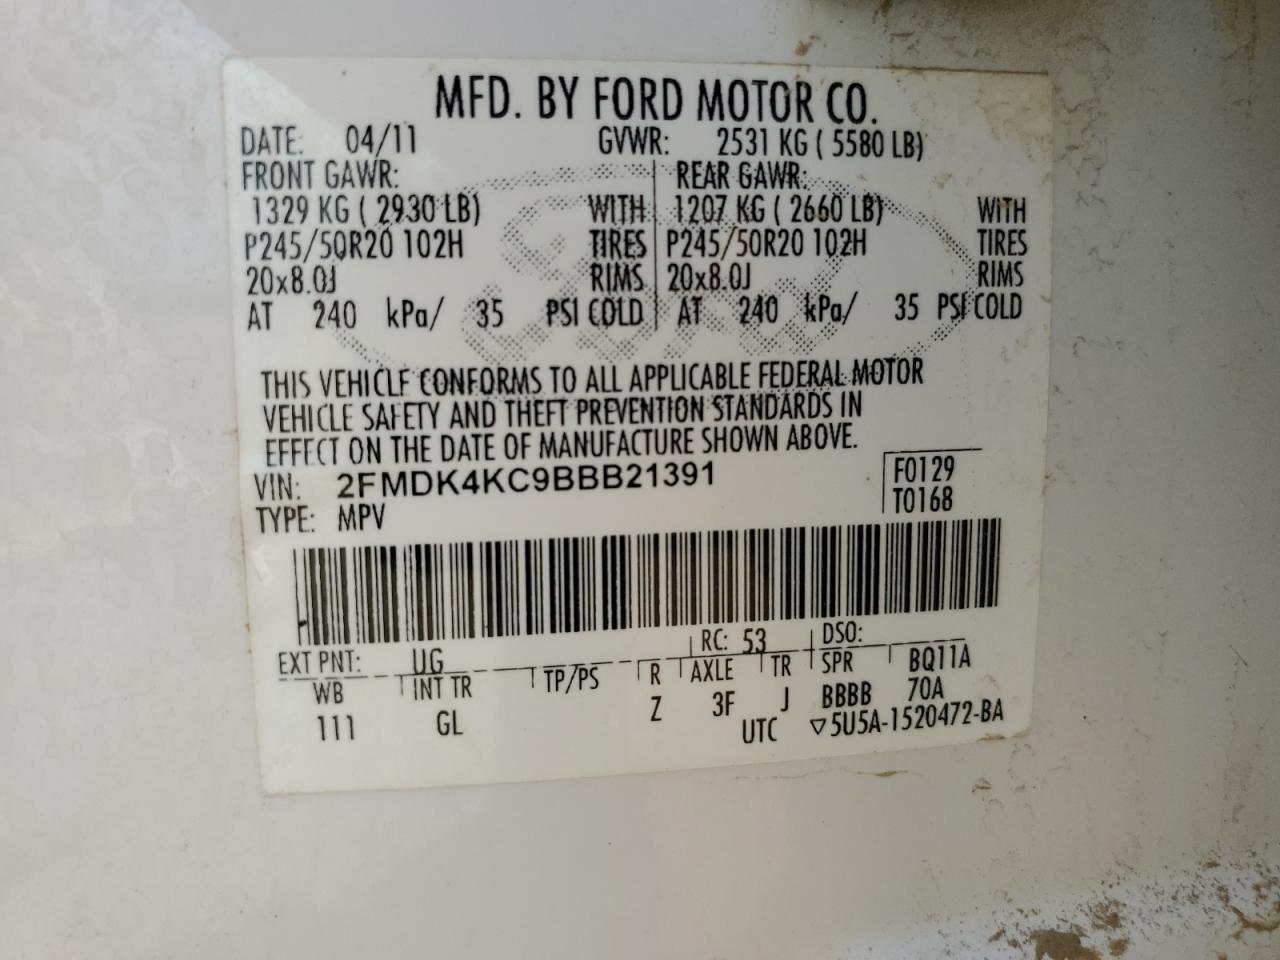 MFD. BY FORD MOTOR CO.
DATE: 04/11 GVWR: 2531 KG ( 5580 LB)
FRONT GAWR: REAR GAWR:
1329 KG ( 2930 LB) WITH 1207 KG ( 2660 LB) WITH
P245/50R20 102H TIRES P245/50R20 102H TIRES
20x8.0J RIMS 20x8.0J RIMS
AT 240 kPa/ 35 PSI COLD AT 240 kPa/ 35 PSI COLD
THIS VEHICLE CONFORMS TO ALL APPLICABLE FEDERAL MOTOR
VEHICLE SAFETY AND THEFT PREVENTION STANDARDS IN
EFFECT ON THE DATE OF MANUFACTURE SHOWN ABOVE.
VIN: 2FMDK4KC9BBB21391 F0129
TYPE: MPV T0168
EXT PNT: UG RC: 53 DSO:
WB INT TR TP/PS R AXLE TR SPR BQ11A
111 GL Z 3F J BBBB 70A
UTC ▽5U5A-1520472-BA